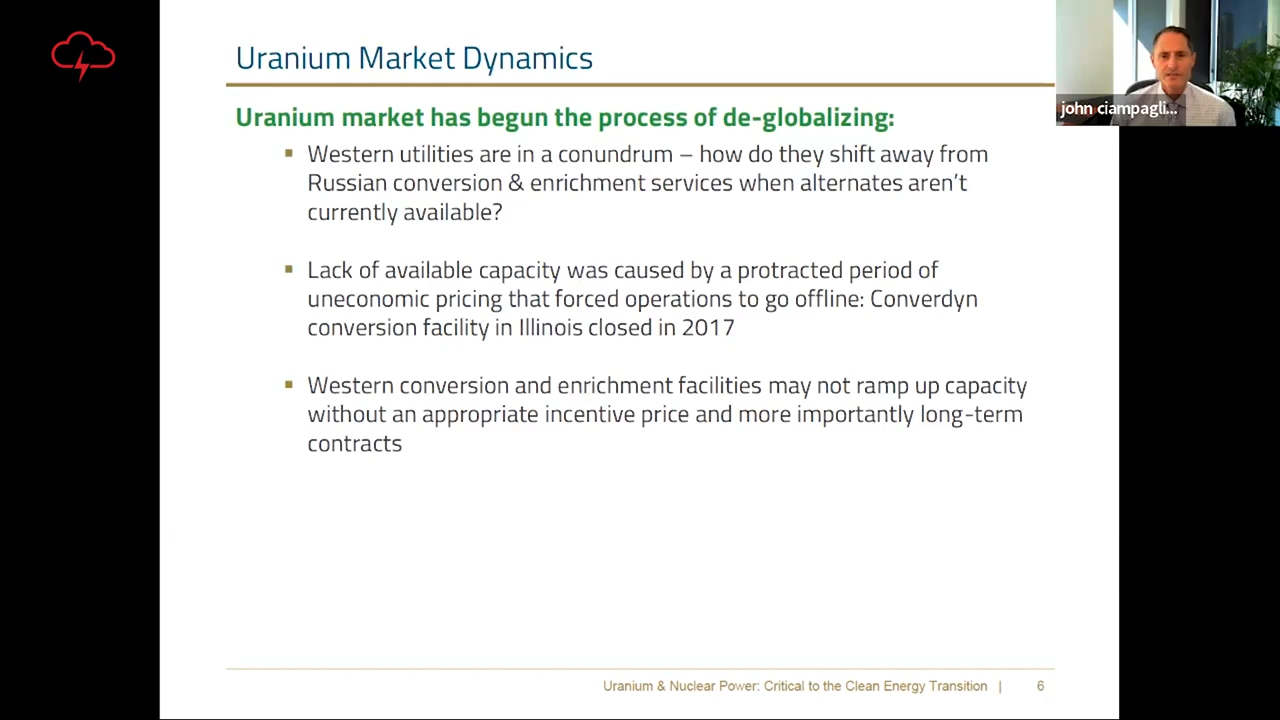 Uranium Market Dynamics
john ciampagli...
Uranium market has begun the process of de-globalizing:
▪ Western utilities are in a conundrum – how do they shift away from
Russian conversion & enrichment services when alternates aren’t
currently available?
▪ Lack of available capacity was caused by a protracted period of
uneconomic pricing that forced operations to go offline: Converdyn
conversion facility in Illinois closed in 2017
▪ Western conversion and enrichment facilities may not ramp up capacity
without an appropriate incentive price and more importantly long-term
contracts
Uranium & Nuclear Power: Critical to the Clean Energy Transition | 6